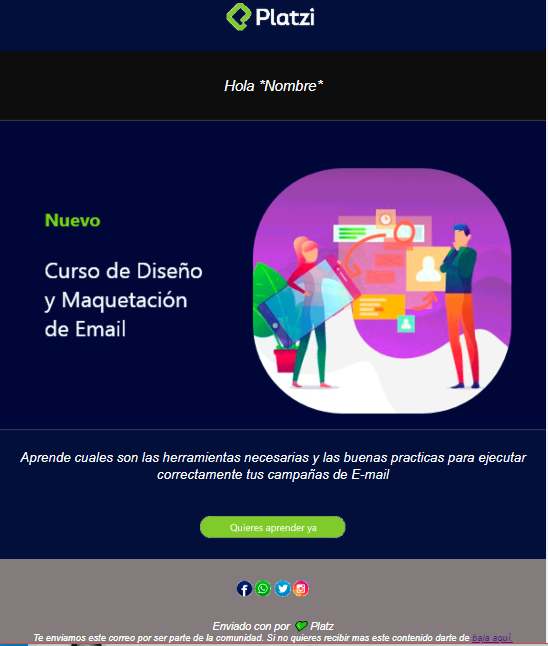 Platzi
Hola *Nombre*
Nuevo
Curso de Diseño
y Maquetación
de Email
Aprende cuales son las herramientas necesarias y las buenas practicas para ejecutar
correctamente tus campañas de E-mail
Quieres aprender ya
Enviado con por Platz
Te enviamos este correo por ser parte de la comunidad. Si no quieres recibir mas este contenido darte de baja aquí.